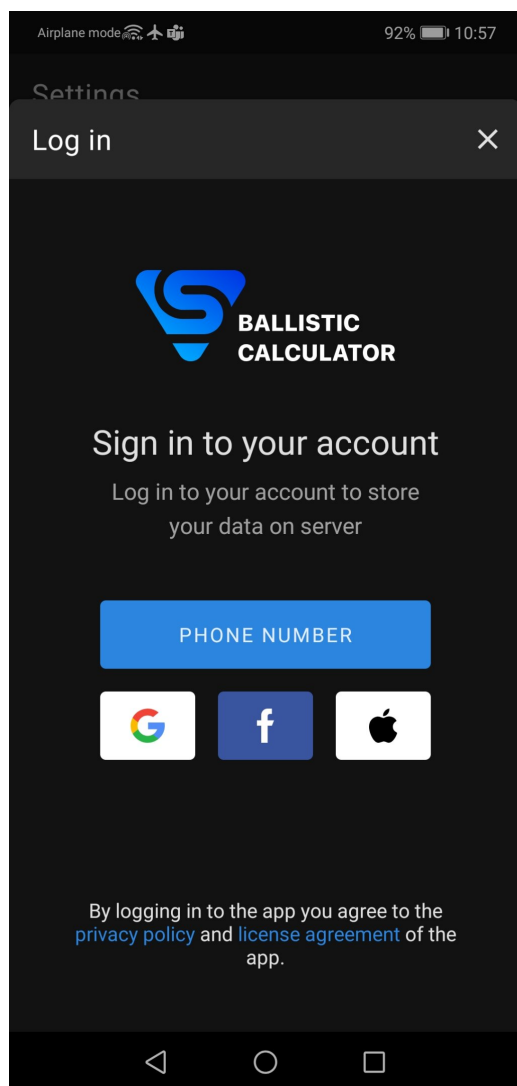 Airplane mode 92% 10:57
Settings
Log in
BALLISTIC
CALCULATOR
Sign in to your account
Log in to your account to store
your data on server
PHONE NUMBER
By logging in to the app you agree to the
privacy policy and license agreement of the
app.